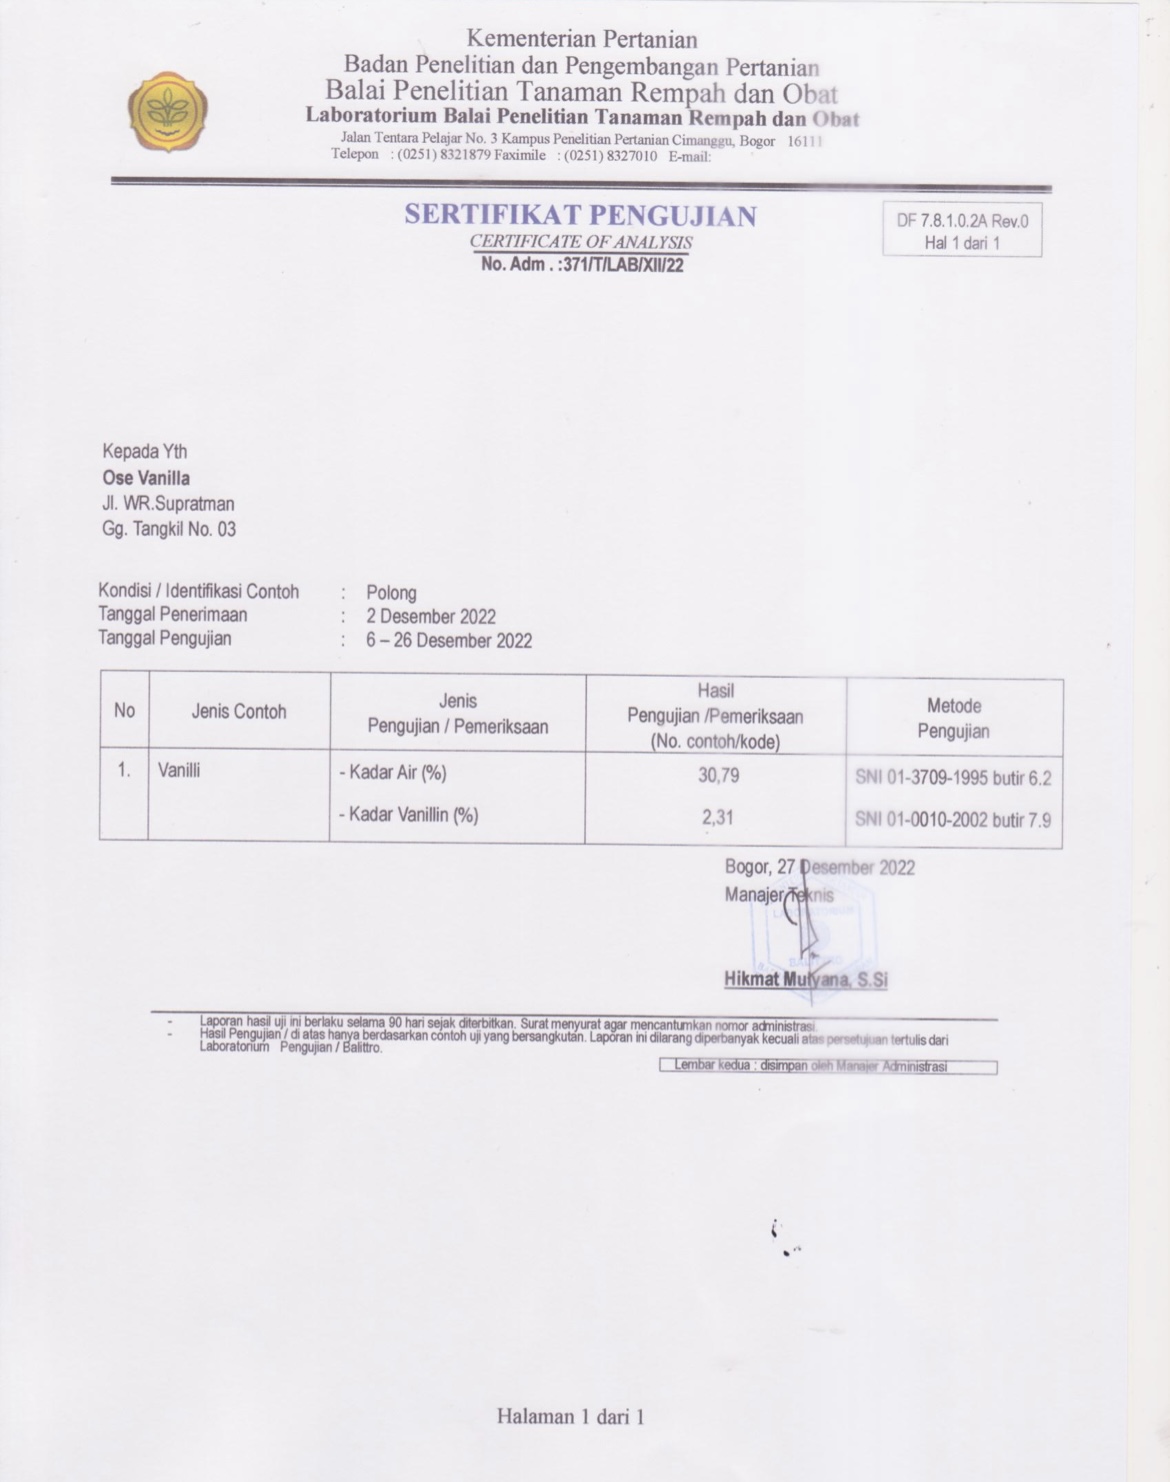 Kementerian Pertanian
Badan Penelitian dan Pengembangan Pertanian
Balai Penelitian Tanaman Rempah dan Obat
Laboratorium Balai Penelitian Tanaman Rempah dan Obat
Jalan Tentara Pelajar No. 3 Kampus Penelitian Pertanian Cimanggu, Bogor 16111
Telepon : (0251) 8321879 Faximile : (0251) 8327010 E-mail:
SERTIFIKAT PENGUJIAN
CERTIFICATE OF ANALYSIS
No. Adm . :371/T/LAB/XII/22
DF 7.8.1.0.2A Rev.0
Hal 1 dari 1
Kepada Yth
Ose Vanilla
Jl. WR.Supratman
Gg. Tangkil No. 03
Kondisi / Identifikasi Contoh : Polong
Tanggal Penerimaan : 2 Desember 2022
Tanggal Pengujian : 6 – 26 Desember 2022
No
Jenis Contoh
Jenis
Pengujian / Pemeriksaan
Hasil
Pengujian /Pemeriksaan
(No. contoh/kode)
Metode
Pengujian
1. Vanilli - Kadar Air (%) 30,79 SNI 01-3709-1995 butir 6.2
- Kadar Vanillin (%) 2,31 SNI 01-0010-2002 butir 7.9
Bogor, 27 Desember 2022
Manajer Teknis
Hikmat Mulyana, S.Si
- Laporan hasil uji ini berlaku selama 90 hari sejak diterbitkan. Surat menyurat agar mencantumkan nomor administrasi
- Hasil Pengujian / di atas hanya berdasarkan contoh uji yang bersangkutan. Laporan ini dilarang diperbanyak kecuali atas persetujuan tertulis dari
Laboratorium Pengujian / Balittro.
Lembar kedua : disimpan oleh Manajer Administrasi
Halaman 1 dari 1